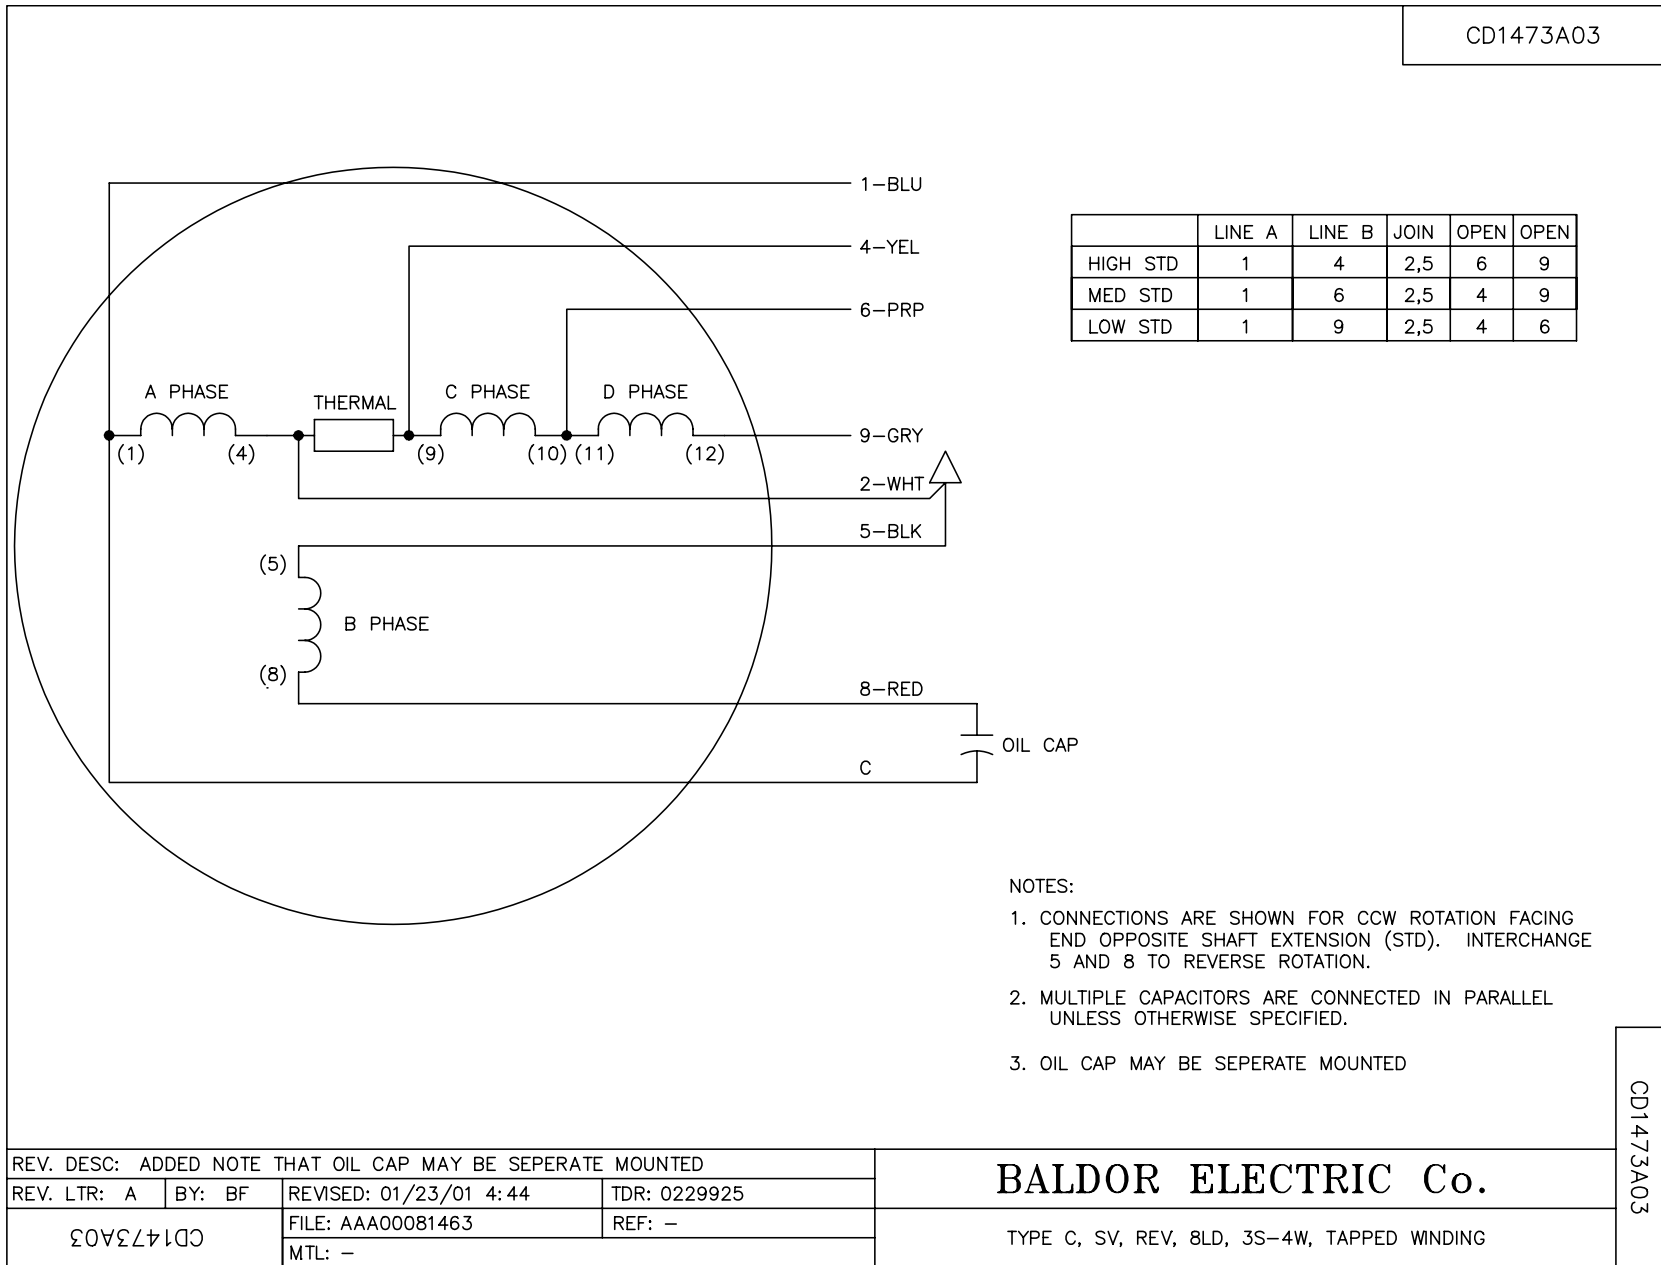 CD1473A03
1-BLU
4-YEL
6-PRP
9-GRY
2-WHT
5-BLK
8-RED
C
A PHASE
THERMAL
C PHASE
D PHASE
(1)
(4)
(9)
(10)
(11)
(12)
(5)
B PHASE
(8)
OIL CAP
LINE A LINE B JOIN OPEN OPEN
HIGH STD 1 4 2,5 6 9
MED STD 1 6 2,5 4 9
LOW STD 1 9 2,5 4 6
NOTES:
1. CONNECTIONS ARE SHOWN FOR CCW ROTATION FACING
END OPPOSITE SHAFT EXTENSION (STD). INTERCHANGE
5 AND 8 TO REVERSE ROTATION.
2. MULTIPLE CAPACITORS ARE CONNECTED IN PARALLEL
UNLESS OTHERWISE SPECIFIED.
3. OIL CAP MAY BE SEPERATE MOUNTED
CD1473A03
REV. DESC: ADDED NOTE THAT OIL CAP MAY BE SEPERATE MOUNTED
REV. LTR: A BY: BF REVISED: 01/23/01 4:44 TDR: 0229925
CD1473A03
FILE: AAA00081463 REF: -
MTL: -
BALDOR ELECTRIC Co.
TYPE C, SV, REV, 8LD, 3S-4W, TAPPED WINDING